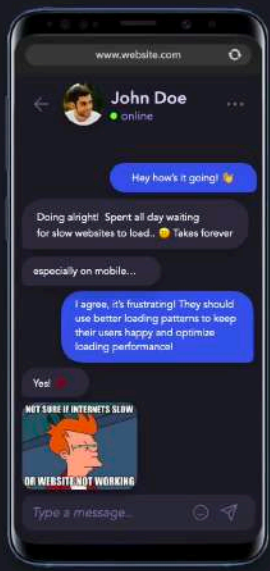 www.website.com
John Doe
online
Hey how's it going!
Doing alright! Spent all day waiting
for slow websites to load.. Takes forever
especially on mobile...
I agree, it's frustrating! They should
use better loading patterns to keep
their users happy and optimize
loading performance!
Yes!
NOT SURE IF INTERNETS SLOW
OR WEBSITE NOT WORKING
Type a message...